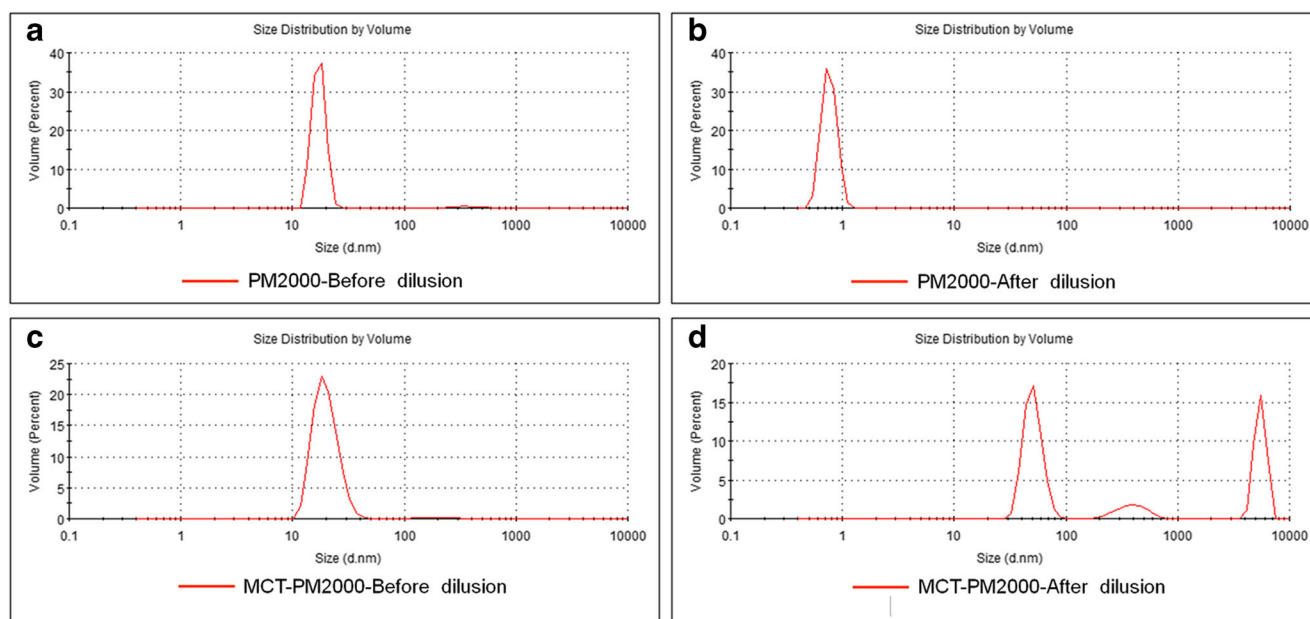 a
Size Distribution by Volume
Volume (Percent)
40
30
20
10
0
0.1 1 10 100 1000 10000
Size (d.nm)
PM2000-Before dilusion
b
Size Distribution by Volume
Volume (Percent)
40
30
20
10
0
0.1 1 10 100 1000 10000
Size (d.nm)
PM2000-After dilusion
c
Size Distribution by Volume
Volume (Percent)
25
20
15
10
5
0
0.1 1 10 100 1000 10000
Size (d.nm)
MCT-PM2000-Before dilusion
d
Size Distribution by Volume
Volume (Percent)
20
15
10
5
0
0.1 1 10 100 1000 10000
Size (d.nm)
MCT-PM2000-After dilusion